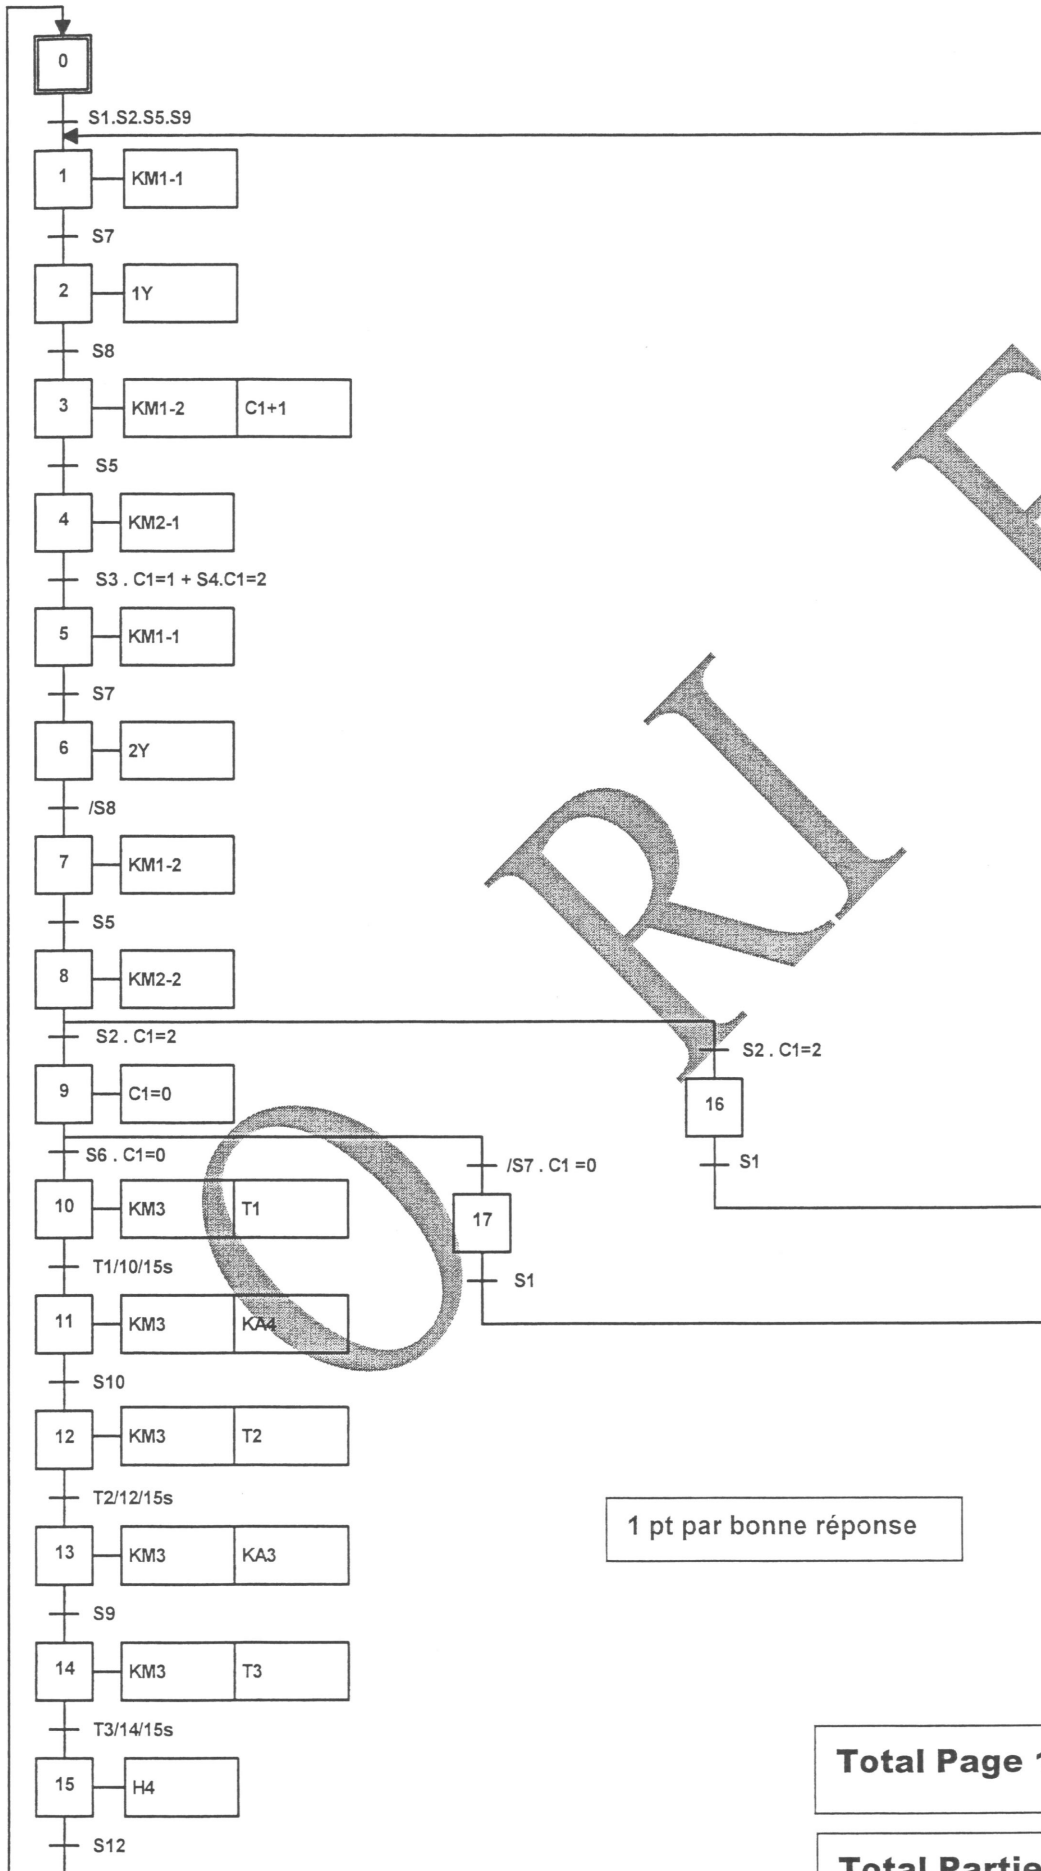 0
S1.S2.S5.S9
1 KM1-1
S7
2 1Y
S8
3 KM1-2 C1+1
S5
4 KM2-1
S3 . C1=1 + S4.C1=2
5 KM1-1
S7
6 2Y
/S8
7 KM1-2
S5
8 KM2-2
S2 . C1=2 S2 . C1=2
9 C1=0 16
S6 . C1=0 /S7 . C1 =0 S1
10 KM3 T1 17
T1/10/15s S1
11 KM3 KA4
S10
12 KM3 T2
T2/12/15s
1 pt par bonne réponse
13 KM3 KA3
S9
14 KM3 T3
T3/14/15s
Total Page 1
15 H4
S12
Total Partie